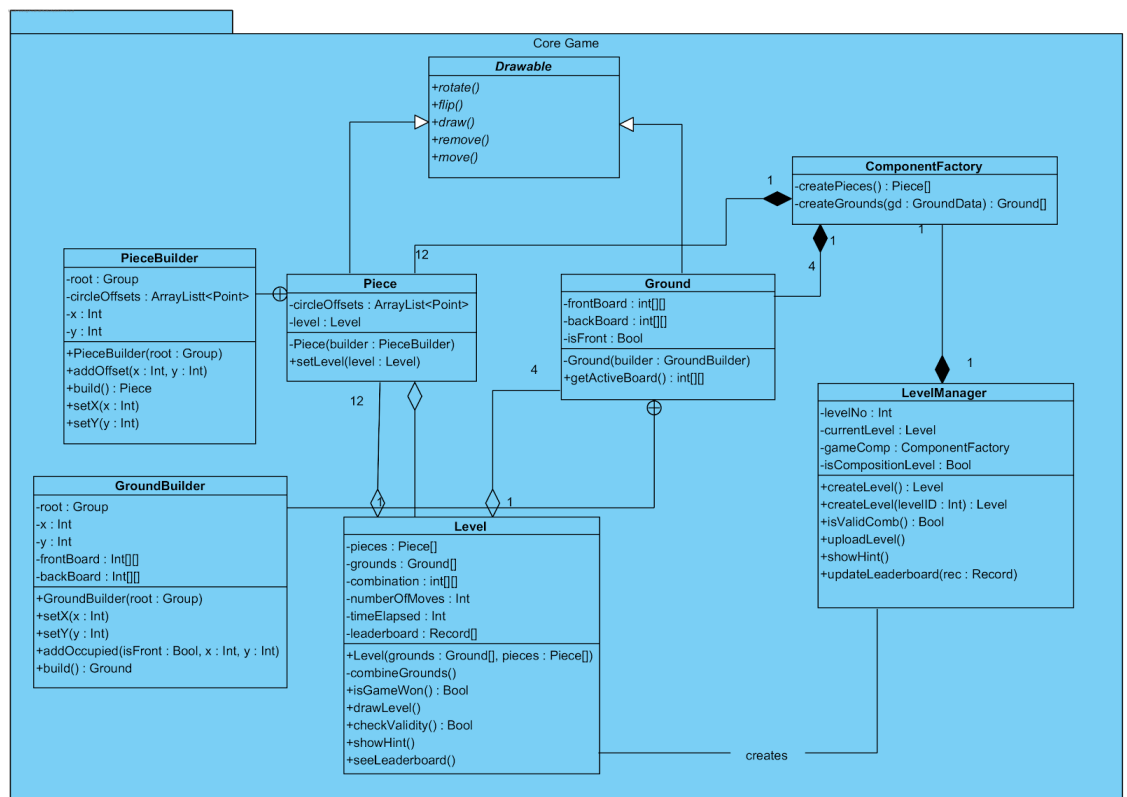 Core Game
Drawable
+rotate()
+flip()
+draw()
+remove()
+move()
ComponentFactory
-createPieces() : Piece[]
-createGrounds(gd : GroundData) : Ground[]
1
12
1
4
1
1
PieceBuilder
-root : Group
-circleOffsets : ArrayListt<Point>
-x : Int
-y : Int
+PieceBuilder(root : Group)
+addOffset(x : Int, y : Int)
+build() : Piece
+setX(x : Int)
+setY(y : Int)
Piece
-circleOffsets : ArrayList<Point>
-level : Level
-Piece(builder : PieceBuilder)
+setLevel(level : Level)
Ground
-frontBoard : int[][]
-backBoard : int[][]
-isFront : Bool
-Ground(builder : GroundBuilder)
+getActiveBoard() : int[][]
12
4
1
1
LevelManager
-levelNo : Int
-currentLevel : Level
-gameComp : ComponentFactory
-isCompositionLevel : Bool
+createLevel() : Level
+createLevel(levelID : Int) : Level
+isValidComb() : Bool
+uploadLevel()
+showHint()
+updateLeaderboard(rec : Record)
GroundBuilder
-root : Group
-x : Int
-y : Int
-frontBoard : Int[][]
-backBoard : Int[][]
+GroundBuilder(root : Group)
+setX(x : Int)
+setY(y : Int)
+addOccupied(isFront : Bool, x : Int, y : Int)
+build() : Ground
Level
-pieces : Piece[]
-grounds : Ground[]
-combination : int[][]
-numberOfMoves : Int
-timeElapsed : Int
-leaderboard : Record[]
+Level(grounds : Ground[], pieces : Piece[])
-combineGrounds()
+isGameWon() : Bool
+drawLevel()
+checkValidity() : Bool
+showHint()
+seeLeaderboard()
creates